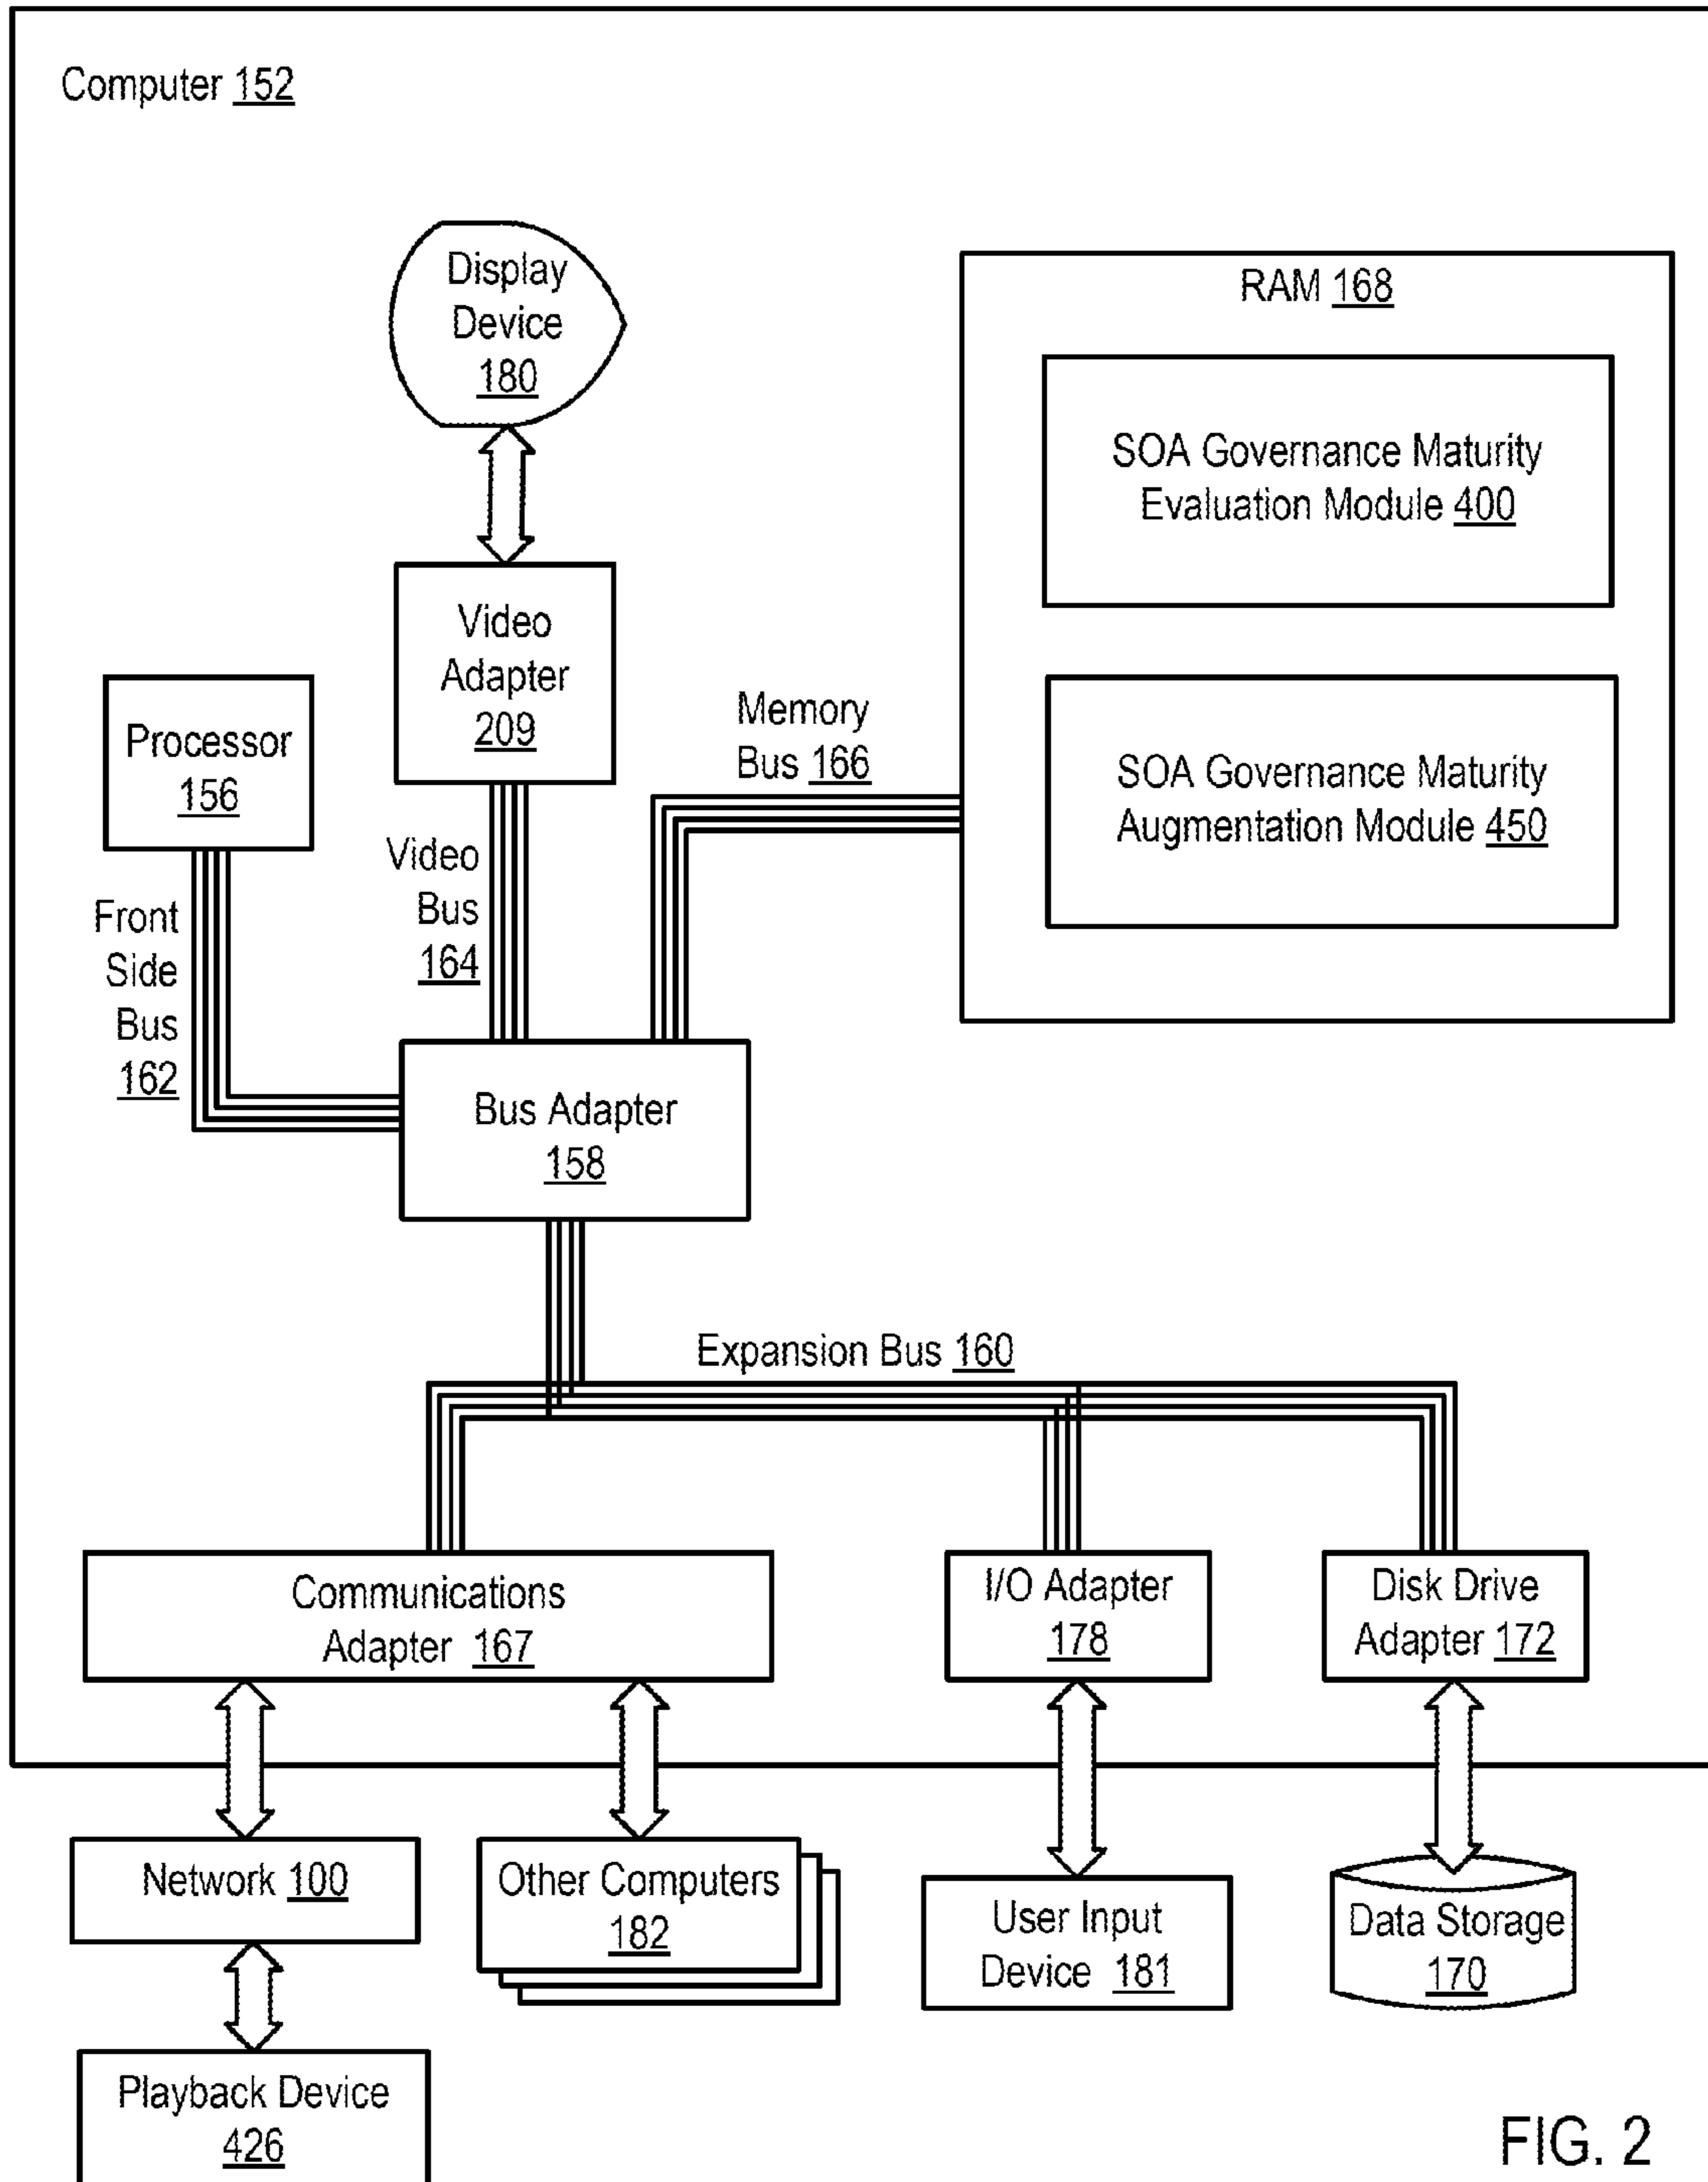 Computer 152
Display
Device
180
RAM 168
SOA Governance Maturity
Evaluation Module 400
Video
Adapter
209
Processor
156
Memory
Bus 166
SOA Governance Maturity
Augmentation Module 450
Video
Bus
164
Front
Side
Bus
162
Bus Adapter
158
Expansion Bus 160
Communications
Adapter 167
I/O Adapter
178
Disk Drive
Adapter 172
Network 100
Other Computers
182
User Input
Device 181
Data Storage
170
Playback Device
426
FIG. 2